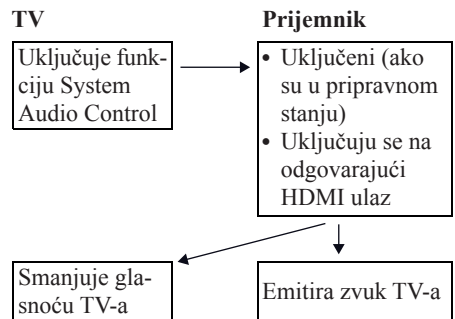 TV
Prijemnik
Uključuje funk-
ciju System
Audio Control
• Uključeni (ako
su u pripravnom
stanju)
• Uključuju se na
odgovarajući
HDMI ulaz
Smanjuje gla-
snoću TV-a
Emitira zvuk TV-a